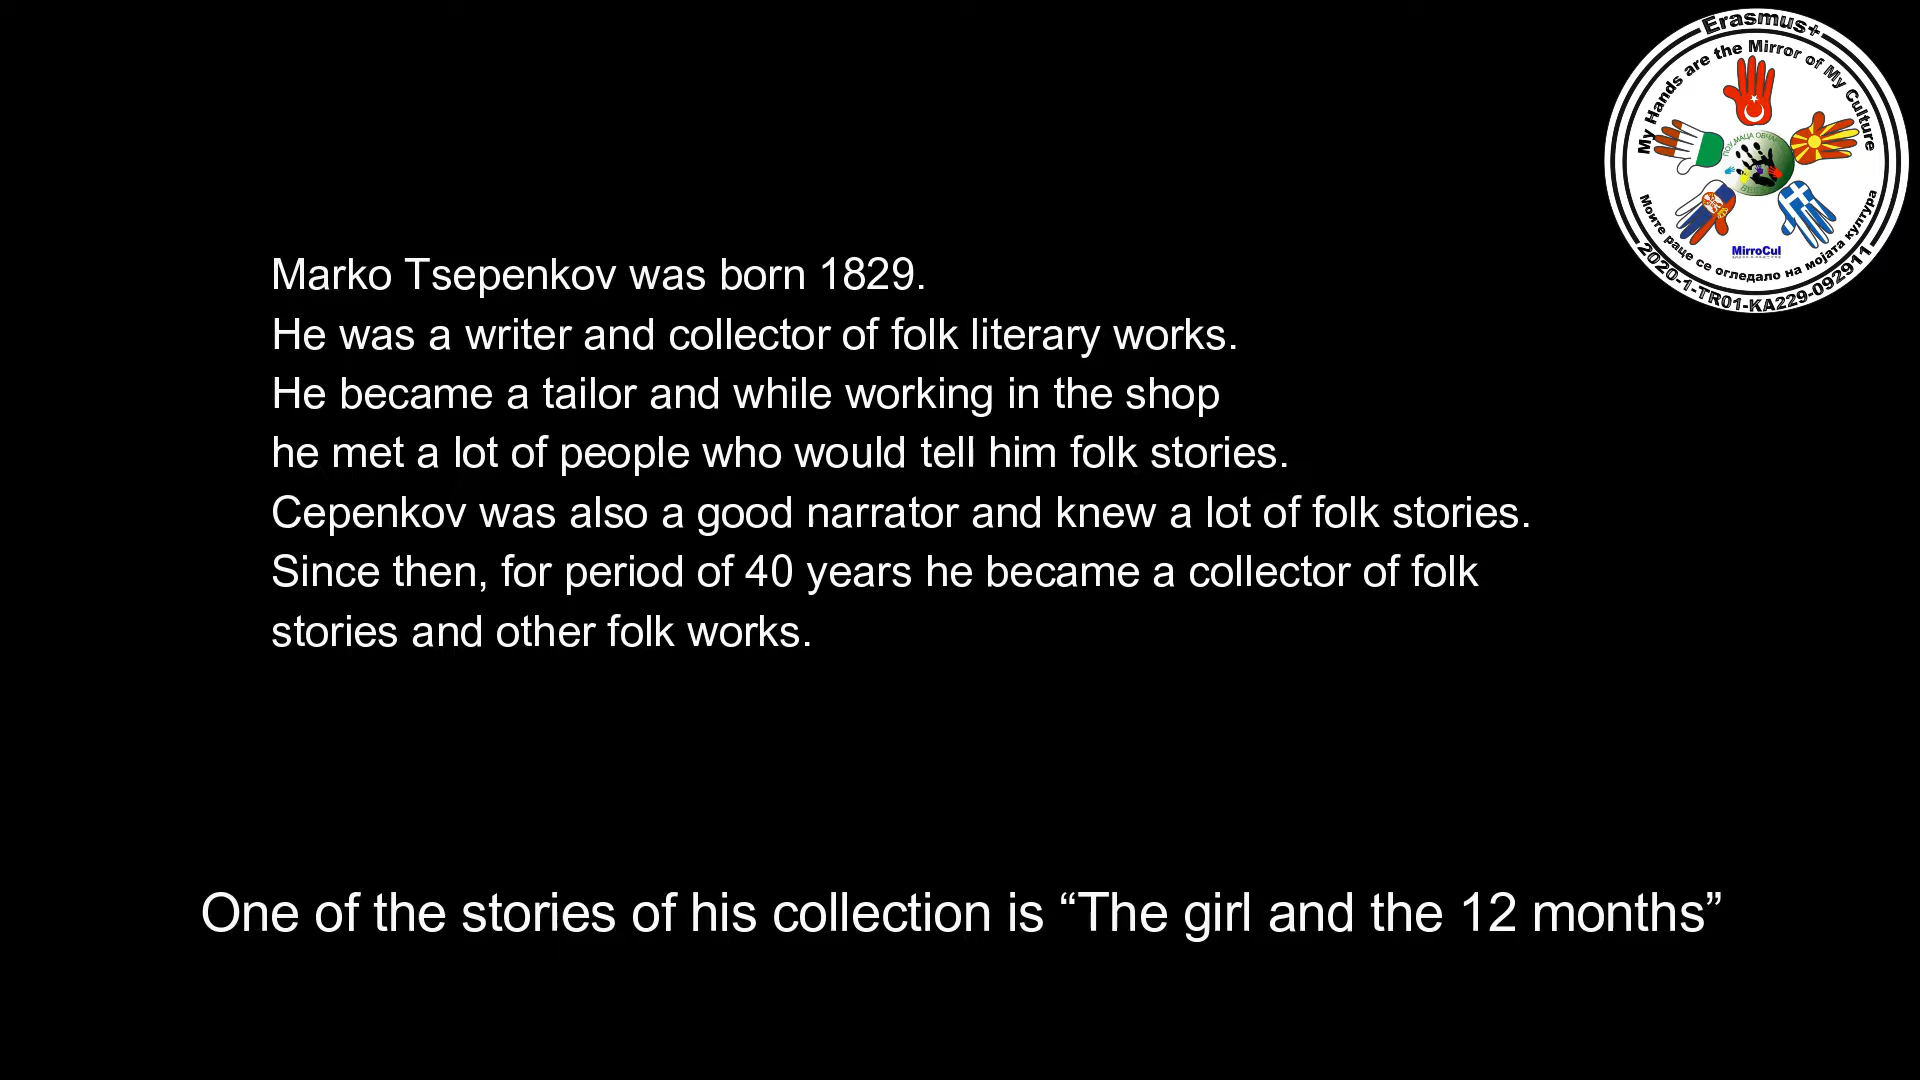 Erasmus+
My Hands are the Mirror of My Culture
Моите раце се огледало на мојата култура
MirroCul
2020-1-TR01-KA229-092911
Marko Tsepenkov was born 1829.
He was a writer and collector of folk literary works.
He became a tailor and while working in the shop
he met a lot of people who would tell him folk stories.
Cepenkov was also a good narrator and knew a lot of folk stories.
Since then, for period of 40 years he became a collector of folk
stories and other folk works.
One of the stories of his collection is “The girl and the 12 months”